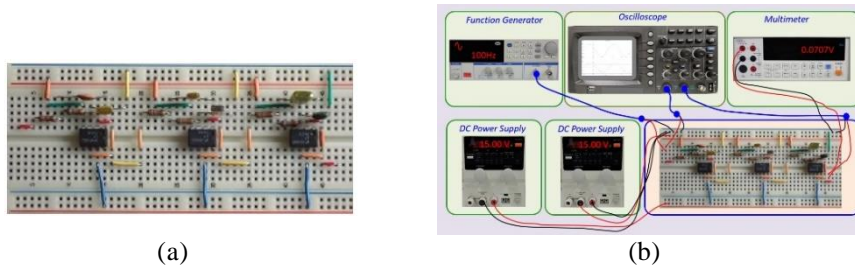 Function Generator
100Hz
Oscilloscope
Multimeter
0.0707V
DC Power Supply
15.00 V
DC Power Supply
15.00 V
(a)
(b)